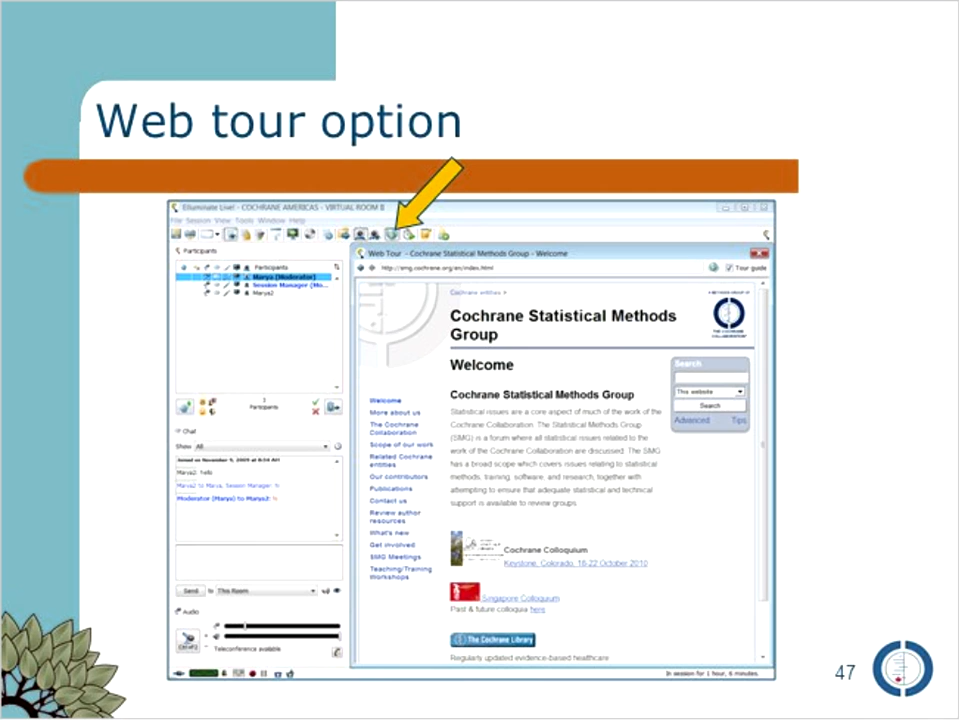 Web tour option
Elluminate Live! - COCHRANE AMERICAS - VIRTUAL ROOM II
File Session View Tools Window Help
Participants
Participants
Marya (Moderator)
Session Manager (Mo...
Marya2
3
Participants
Chat
Show All
Joined on November 9, 2009 at 8:54 AM
Marya2: hello
Marya2 to Marya, Session Manager: hi
Moderator (Marya) to Marya2: hi
Send to This Room
Audio
Ctrl+F2
Teleconference available
Web Tour - Cochrane Statistical Methods Group - Welcome
http://smg.cochrane.org/en/index.html
Tour guide
Cochrane entities >
THE COCHRANE
COLLABORATION®
Cochrane Statistical Methods
Group
Welcome
Search
This website
Search
Advanced Tips
Welcome
More about us
The Cochrane
Collaboration
Scope of our work
Related Cochrane
entities
Our contributors
Publications
Contact us
Review author
resources
What's new
Get involved
SMG Meetings
Teaching/Training
Workshops
Cochrane Statistical Methods Group
Statistical issues are a core aspect of much of the work of the
Cochrane Collaboration. The Statistical Methods Group
(SMG) is a forum where all statistical issues related to the
work of the Cochrane Collaboration are discussed. The SMG
has a broad scope which covers issues relating to statistical
methods, training, software, and research, together with
attempting to ensure that adequate statistical and technical
support is available to review groups.
Cochrane Colloquium
Keystone, Colorado, 18-22 October 2010
Singapore Colloquium
Past & future colloquia here
The Cochrane Library
Regularly updated evidence-based healthcare
In session for 1 hour, 6 minutes.
47